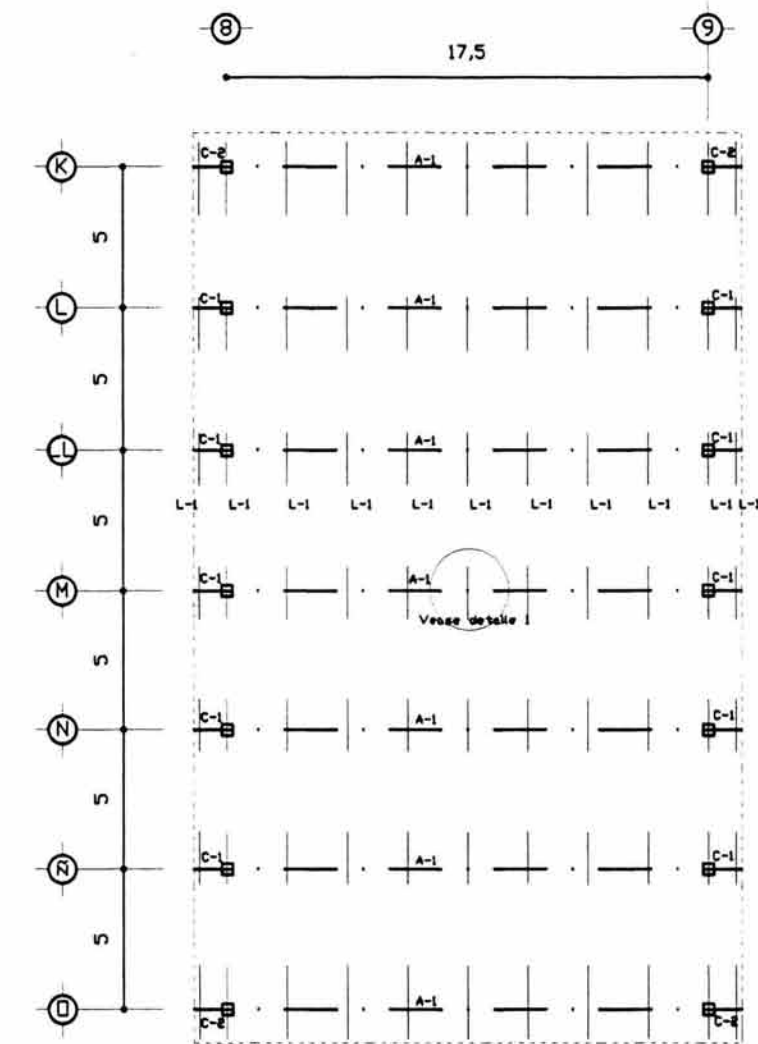 8 9
17,5
K C-2 A-1 C-2
5
L C-1 A-1 C-1
5
LL C-1 A-1 C-1
L-1 L-1 L-1 L-1 L-1 L-1 L-1 L-1 L-1 L-1 L-1
5
M C-1 A-1 C-1
Vease detalle 1
5
N C-1 A-1 C-1
5
Ñ C-1 A-1 C-1
5
O A-1
C-2 C-2